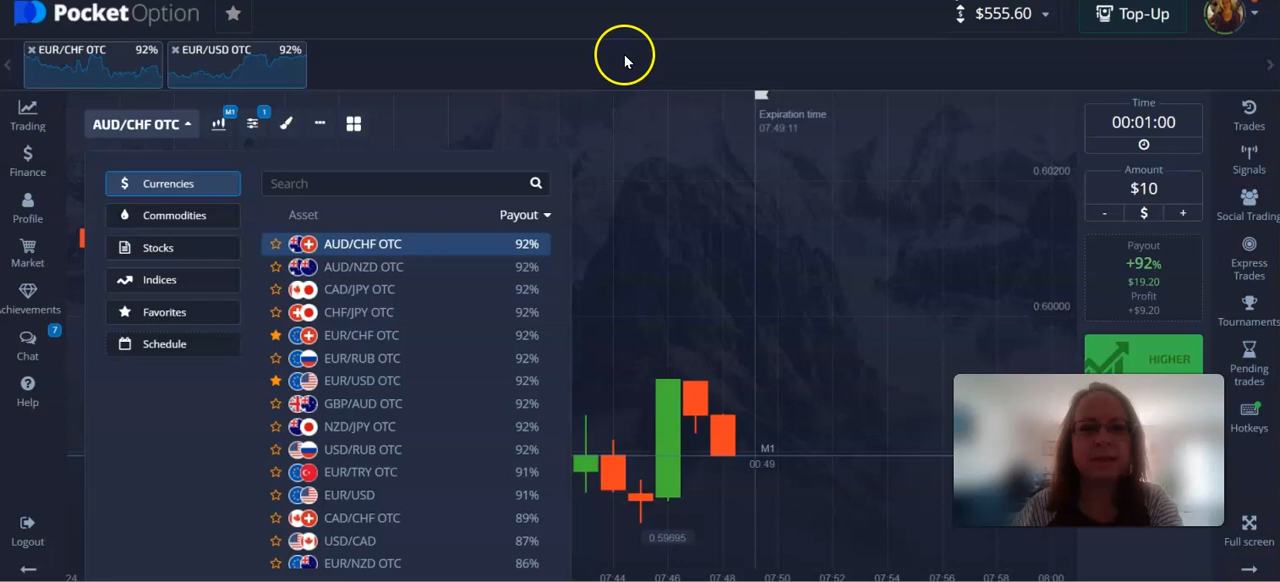 PocketOption
$555.60
Top-Up
EUR/CHF OTC 92%
EUR/USD OTC 92%
Trading
Finance
Profile
Market
Achievements
7
Chat
Help
Logout
AUD/CHF OTC
M1
1
Currencies
Commodities
Stocks
Indices
Favorites
Schedule
Search
Asset Payout
AUD/CHF OTC 92%
AUD/NZD OTC 92%
CAD/JPY OTC 92%
CHF/JPY OTC 92%
EUR/CHF OTC 92%
EUR/RUB OTC 92%
EUR/USD OTC 92%
GBP/AUD OTC 92%
NZD/JPY OTC 92%
USD/RUB OTC 92%
EUR/TRY OTC 91%
EUR/USD 91%
CAD/CHF OTC 89%
USD/CAD 87%
EUR/NZD OTC 86%
Expiration time
07:49:11
0.60200
0.60000
M1
00:49
0.59695
24
07:44 07:46 07:48 07:50 07:52 07:54 07:56 07:58 08:00
Time
00:01:00
Amount
$10
- $ +
Payout
+92%
$19.20
Profit
+$9.20
HIGHER
Trades
Signals
Social Trading
Express
Trades
Tournaments
Pending
trades
Hotkeys
Full screen